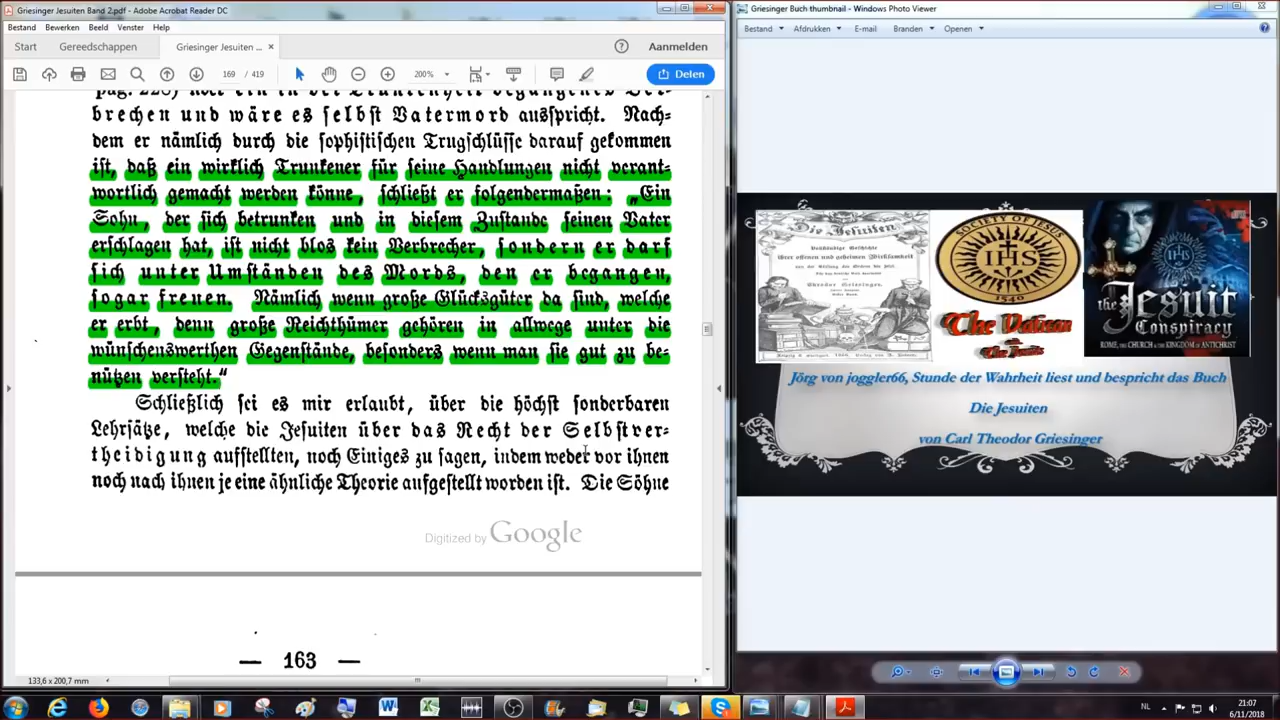 Griesinger Jesuiten Band 2.pdf - Adobe Acrobat Reader DC
Bestand Bewerken Beeld Venster Help
Start Gereedschappen Griesinger Jesuiten ... × Aanmelden
169 / 419 200% Delen
brechen und wäre es selbst Vatermord ausspricht. Nach-
dem er nämlich durch die sophistischen Trugschlüsse darauf gekommen
ist, daß ein wirklich Trunkener für seine Handlungen nicht verant-
wortlich gemacht werden könne, schließt er folgendermaßen: „Ein
Sohn, der sich betrunken und in diesem Zustande seinen Vater
erschlagen hat, ist nicht blos kein Verbrecher, sondern er darf
sich unter Umständen des Mords, den er begangen,
sogar freuen. Nämlich wenn große Glücksgüter da sind, welche
er erbt, denn große Reichthümer gehören in allwege unter die
wünschenswerthen Gegenstände, besonders wenn man sie gut zu be-
nützen versteht.“
Schließlich sei es mir erlaubt, über die höchst sonderbaren
Lehrsätze, welche die Jesuiten über das Recht der Selbstver-
theidigung aufstellten, noch Einiges zu sagen, indem weder vor ihnen
noch nach ihnen je eine ähnliche Theorie aufgestellt worden ist. Die Söhne
Digitized by Google
— 163 —
133,6 x 200,7 mm
Griesinger Buch thumbnail - Windows Photo Viewer
Bestand Afdrukken E-mail Branden Openen
Die Jesuiten
SOCIETY OF JESUS
IHS
1540
The Vatican
the Jesuit
Conspiracy
ROME, THE CHURCH & THE KINGDOM OF ANTICHRIST
Jörg von joggler66, Stunde der Wahrheit liest und bespricht das Buch
Die Jesuiten
von Carl Theodor Griesinger
NL
21:07
6/11/2018